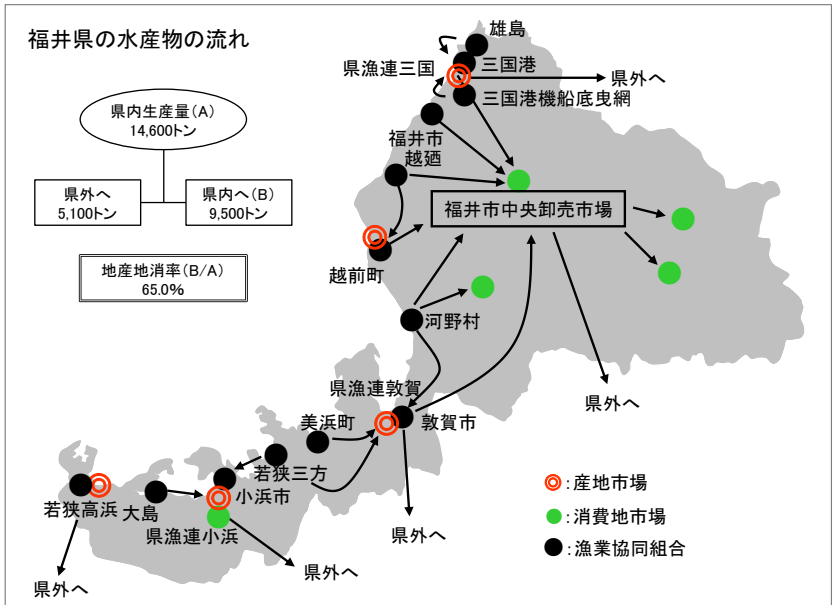 福井県の水産物の流れ
県内生産量(A)
14,600トン
県外へ
5,100トン
県内へ(B)
9,500トン
地産地消率(B/A)
65.0%
雄島
県漁連三国
三国港
県外へ
三国港機船底曳網
福井市
越廼
福井市中央卸売市場
越前町
河野村
県外へ
県漁連敦賀
美浜町
敦賀市
若狭三方
小浜市
若狭高浜
大島
県漁連小浜
県外へ
県外へ
県外へ
:産地市場
:消費地市場
:漁業協同組合